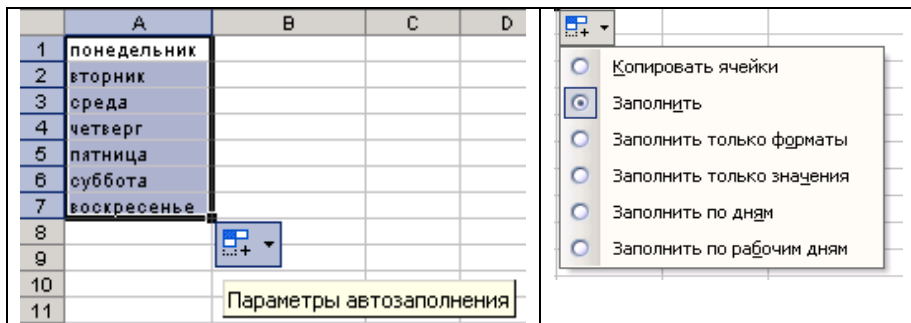 A B C D
1 понедельник
2 вторник
3 среда
4 четверг
5 пятница
6 суббота
7 воскресенье
8
9
10
11
Параметры автозаполнения
Копировать ячейки
Заполнить
Заполнить только форматы
Заполнить только значения
Заполнить по дням
Заполнить по рабочим дням